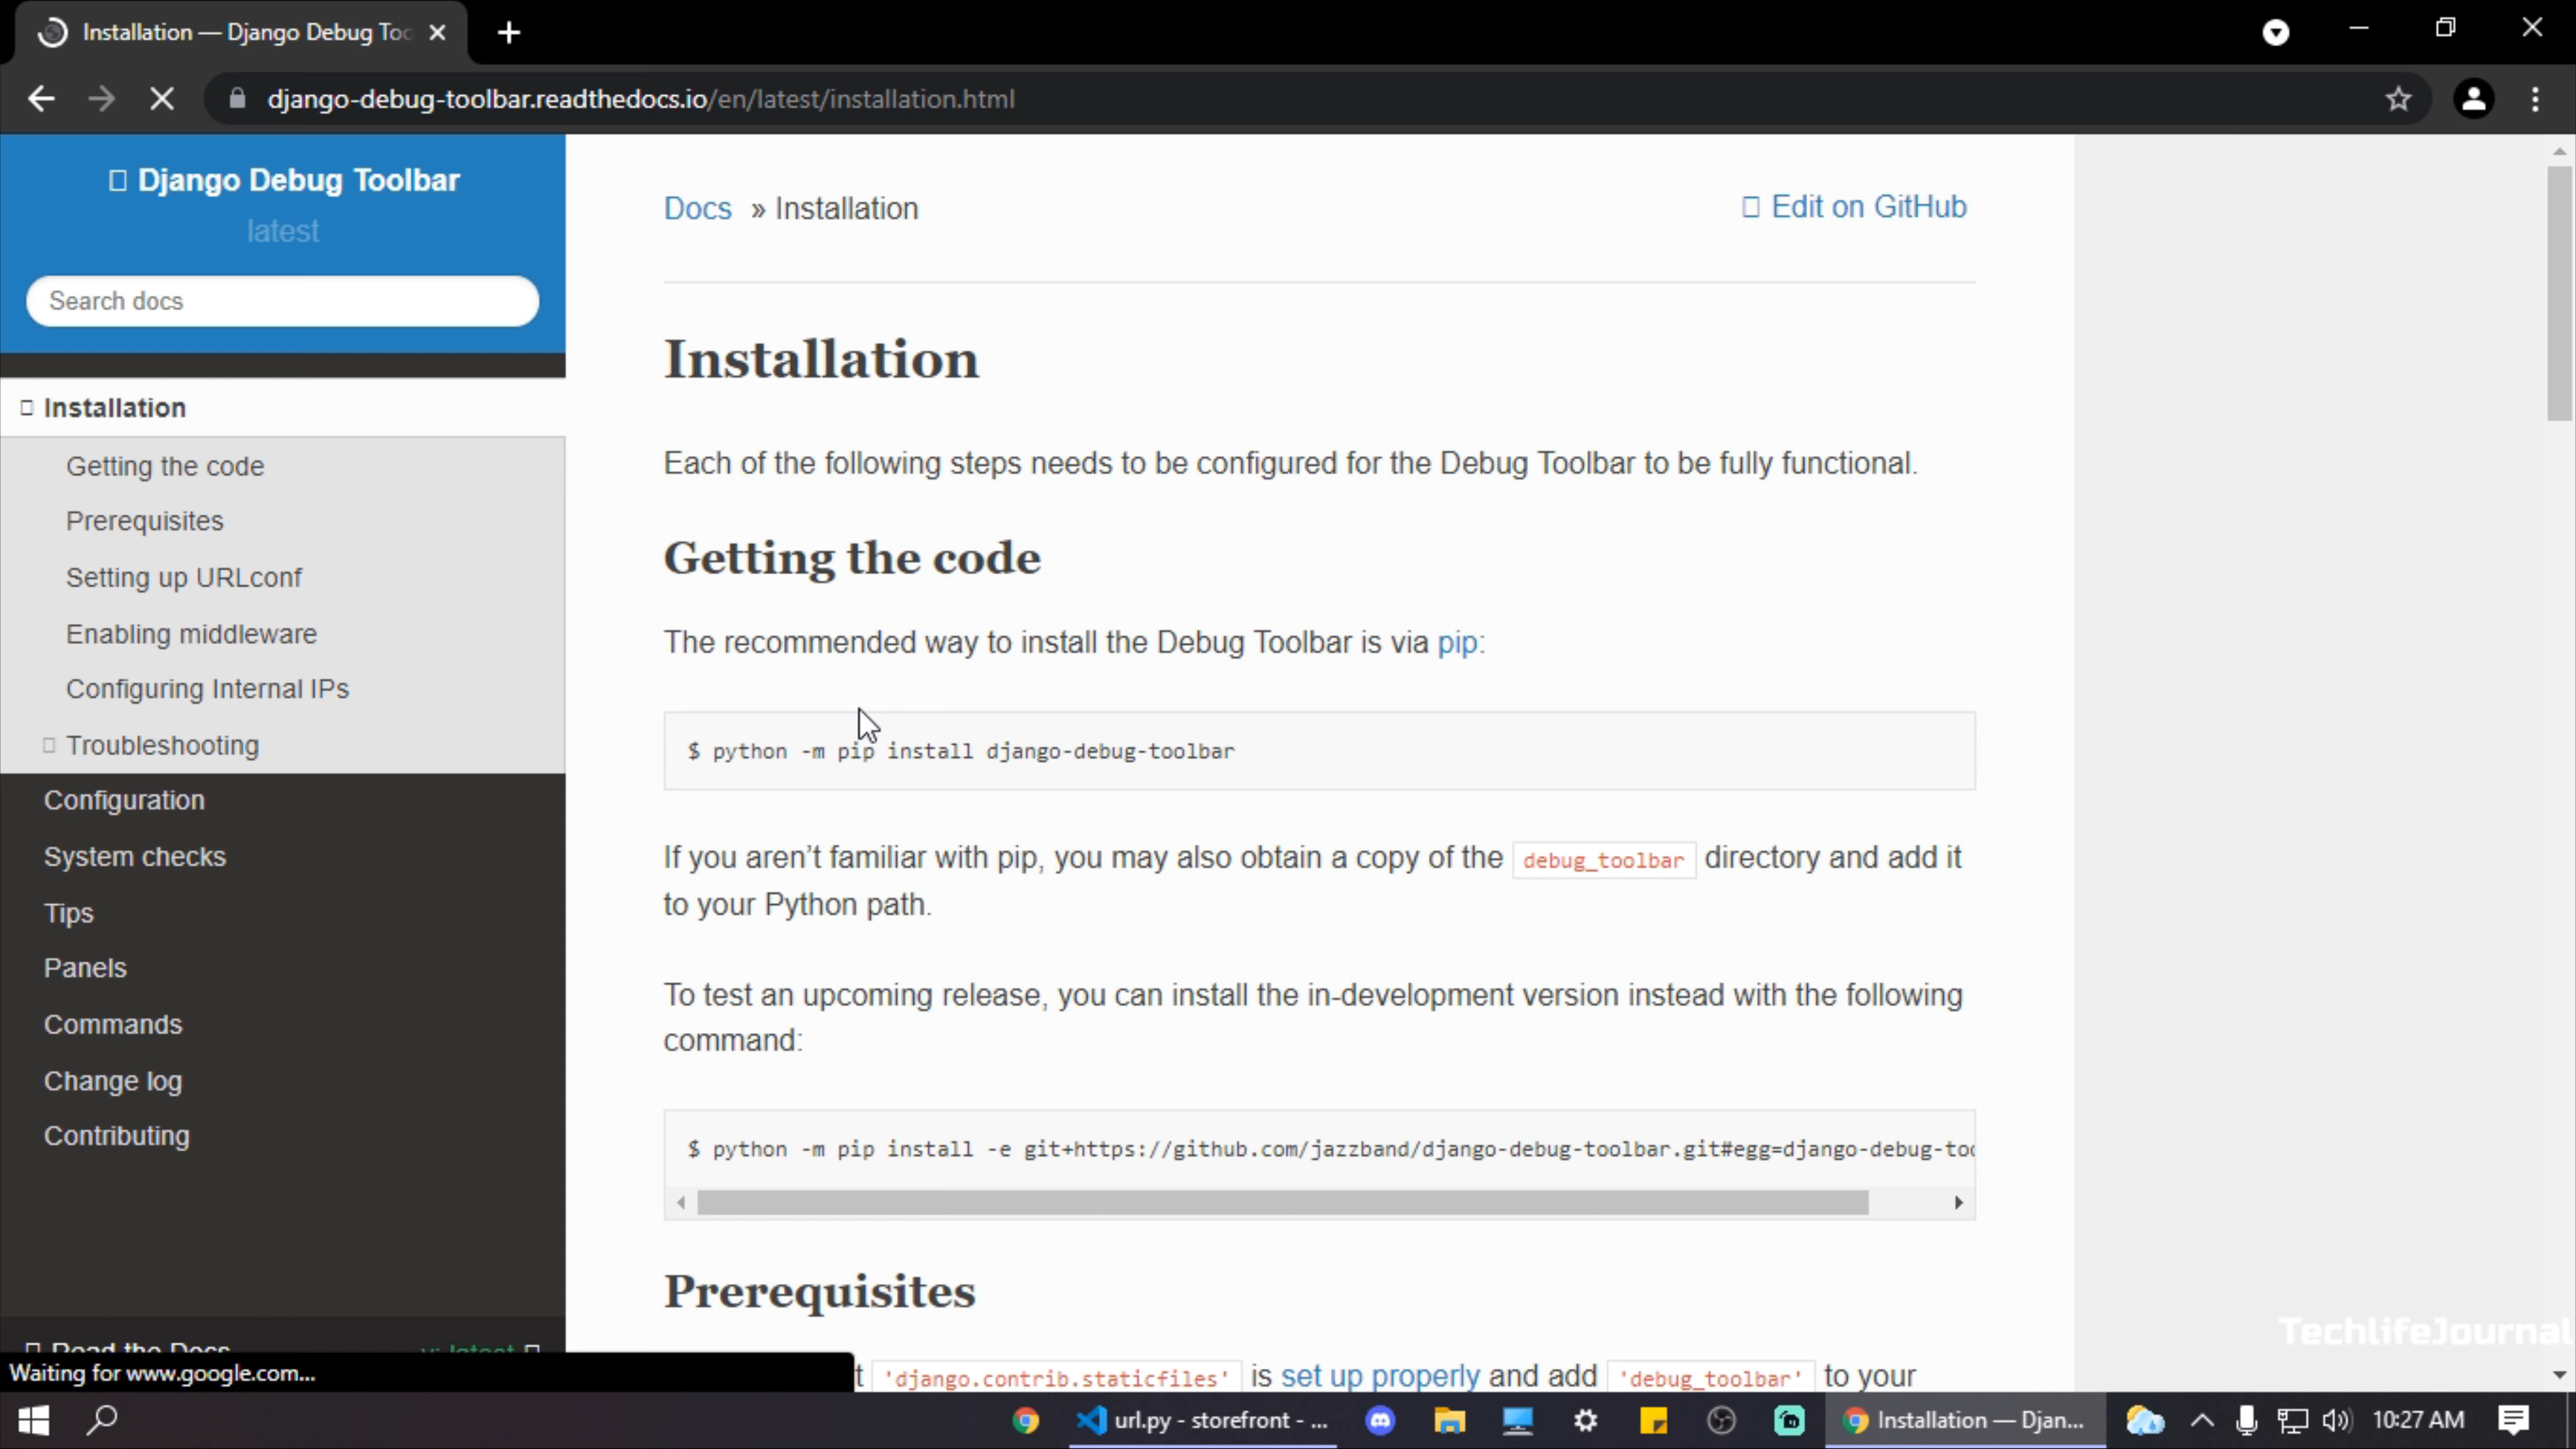 Installation — Django Debug Too
django-debug-toolbar.readthedocs.io/en/latest/installation.html
Django Debug Toolbar
latest
Search docs
Installation
Getting the code
Prerequisites
Setting up URLconf
Enabling middleware
Configuring Internal IPs
Troubleshooting
Configuration
System checks
Tips
Panels
Commands
Change log
Contributing
Read the Docs
v: latest
Waiting for www.google.com...
Docs » Installation
Edit on GitHub
Installation
Each of the following steps needs to be configured for the Debug Toolbar to be fully functional.
Getting the code
The recommended way to install the Debug Toolbar is via pip:
$ python -m pip install django-debug-toolbar
If you aren’t familiar with pip, you may also obtain a copy of the debug_toolbar directory and add it
to your Python path.
To test an upcoming release, you can install the in-development version instead with the following
command:
$ python -m pip install -e git+https://github.com/jazzband/django-debug-toolbar.git#egg=django-debug-too
Prerequisites
t 'django.contrib.staticfiles' is set up properly and add 'debug_toolbar' to your
TechlifeJournal
url.py - storefront - ...
Installation — Djan...
10:27 AM